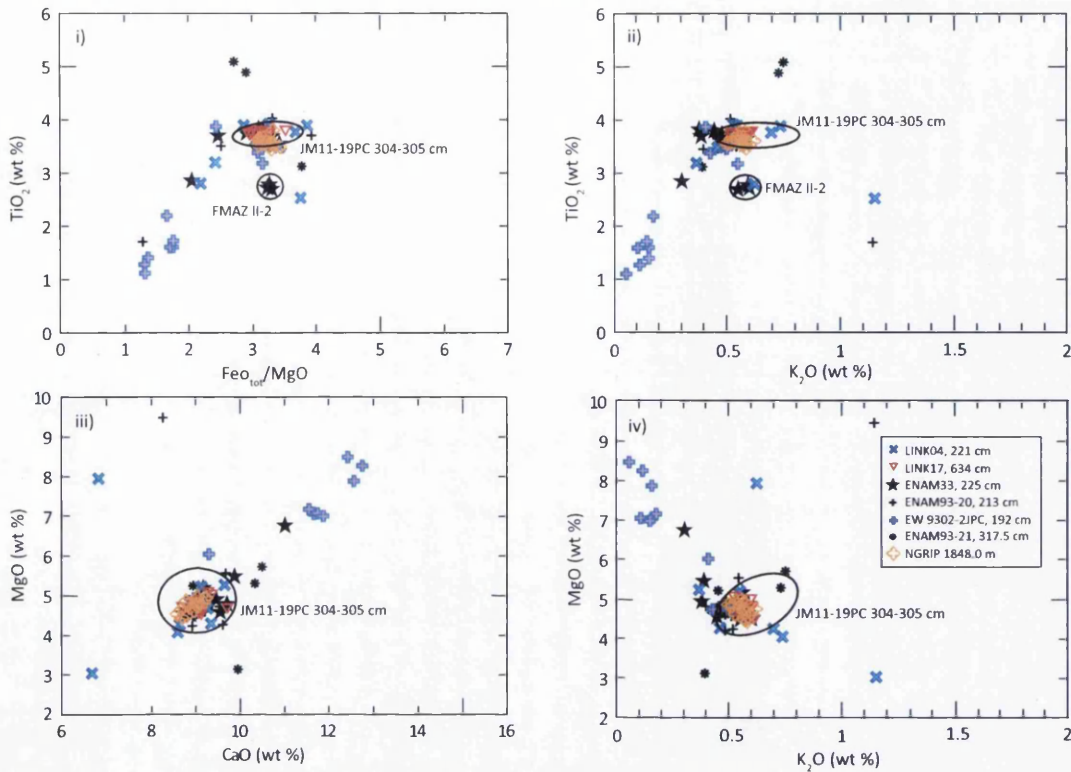 i)
6
5
4
3
2
1
0
TiO2 (wt %)
JM11-19PC 304-305 cm
FMAZ II-2
0 1 2 3 4 5 6 7
Feotot/MgO
ii)
6
5
4
3
2
1
0
TiO2 (wt %)
JM11-19PC 304-305 cm
FMAZ II-2
0 0.5 1 1.5 2
K2O (wt %)
iii)
10
9
8
7
6
5
4
3
2
MgO (wt %)
JM11-19PC 304-305 cm
6 8 10 12 14 16
CaO (wt %)
iv)
10
9
8
7
6
5
4
3
2
MgO (wt %)
LINK04, 221 cm
LINK17, 634 cm
ENAM33, 225 cm
ENAM93-20, 213 cm
EW 9302-2JPC, 192 cm
ENAM93-21, 317.5 cm
NGRIP 1848.0 m
JM11-19PC 304-305 cm
0 0.5 1 1.5 2
K2O (wt %)